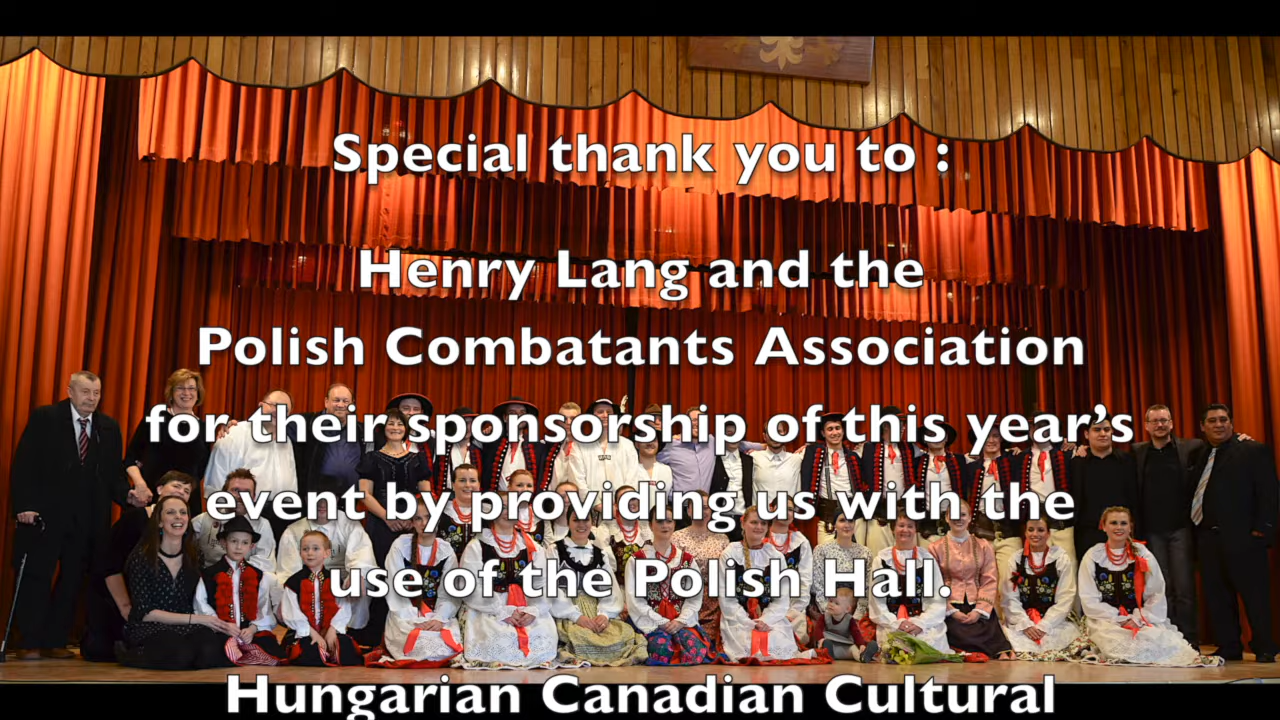 Special thank you to :
Henry Lang and the
Polish Combatants Association
for their sponsorship of this year's
event by providing us with the
use of the Polish Hall.
Hungarian Canadian Cultural